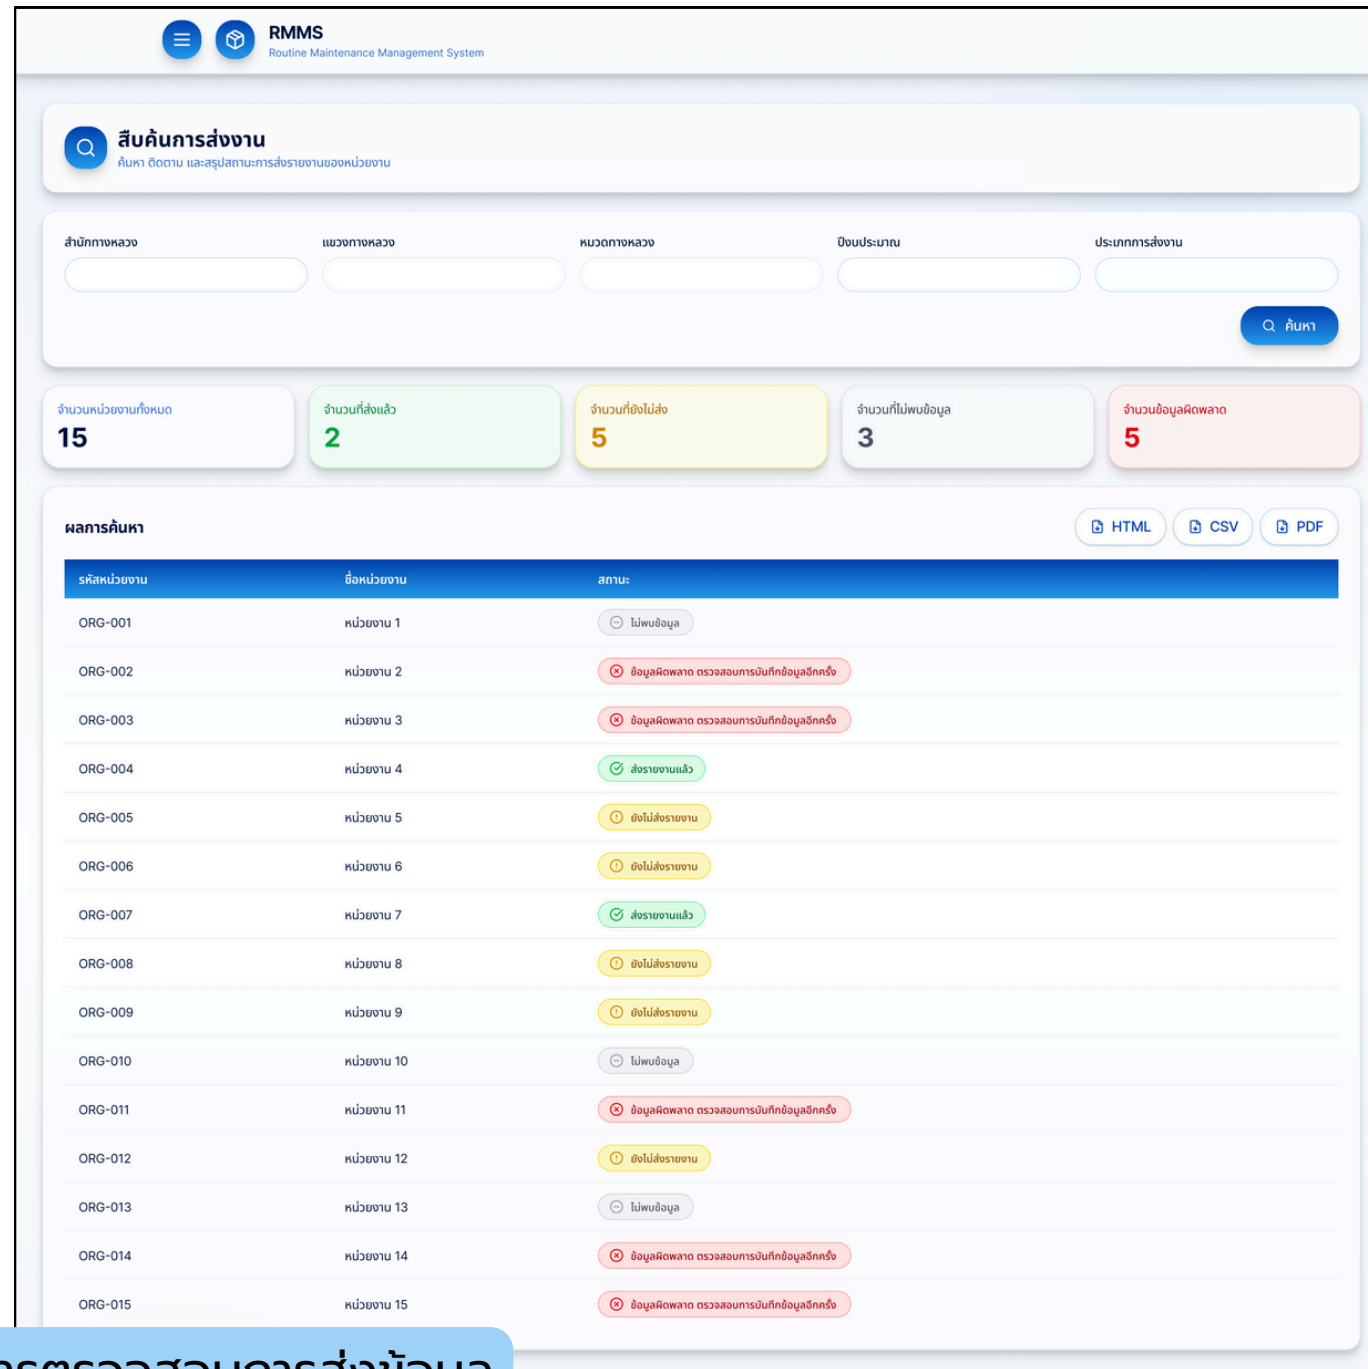 RMMS
Routine Maintenance Management System
สืบค้นการส่งงาน
ค้นหา ติดตาม และสรุปสถานะการส่งรายงานของหน่วยงาน
สำนักทางหลวง แขวงทางหลวง หมวดทางหลวง ปีงบประมาณ ประเภทการส่งงาน
ค้นหา
จำนวนหน่วยงานทั้งหมด จำนวนที่ส่งแล้ว จำนวนที่ยังไม่ส่ง จำนวนที่ไม่พบข้อมูล จำนวนข้อมูลผิดพลาด
15 2 5 3 5
ผลการค้นหา HTML CSV PDF
รหัสหน่วยงาน ชื่อหน่วยงาน สถานะ
ORG-001 หน่วยงาน 1 ไม่พบข้อมูล
ORG-002 หน่วยงาน 2 ข้อมูลผิดพลาด ตรวจสอบการบันทึกข้อมูลอีกครั้ง
ORG-003 หน่วยงาน 3 ข้อมูลผิดพลาด ตรวจสอบการบันทึกข้อมูลอีกครั้ง
ORG-004 หน่วยงาน 4 ส่งรายงานแล้ว
ORG-005 หน่วยงาน 5 ยังไม่ส่งรายงาน
ORG-006 หน่วยงาน 6 ยังไม่ส่งรายงาน
ORG-007 หน่วยงาน 7 ส่งรายงานแล้ว
ORG-008 หน่วยงาน 8 ยังไม่ส่งรายงาน
ORG-009 หน่วยงาน 9 ยังไม่ส่งรายงาน
ORG-010 หน่วยงาน 10 ไม่พบข้อมูล
ORG-011 หน่วยงาน 11 ข้อมูลผิดพลาด ตรวจสอบการบันทึกข้อมูลอีกครั้ง
ORG-012 หน่วยงาน 12 ยังไม่ส่งรายงาน
ORG-013 หน่วยงาน 13 ไม่พบข้อมูล
ORG-014 หน่วยงาน 14 ข้อมูลผิดพลาด ตรวจสอบการบันทึกข้อมูลอีกครั้ง
ORG-015 หน่วยงาน 15 ข้อมูลผิดพลาด ตรวจสอบการบันทึกข้อมูลอีกครั้ง
ารตรวจสอบการส่งข้อมูล